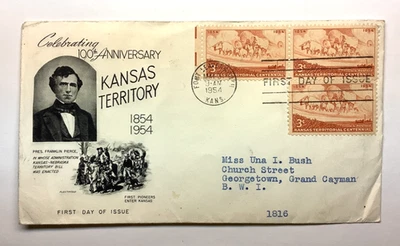 Celebrating
100th ANNIVERSARY
KANSAS
TERRITORY
1854
1954
PRES. FRANKLIN PIERCE,
IN WHOSE ADMINISTRATION
KANSAS-NEBRASKA
TERRITORY BILL
WAS ENACTED
FIRST PIONEERS
ENTER KANSAS
FIRST DAY OF ISSUE
1954
KANS.
FIRST DAY OF ISSUE
1854 1954
3¢ KANSAS TERRITORIAL CENTENNIAL
3¢ KANSAS TERRITORIAL CENTENNIAL
3¢ KANSAS TERRITORIAL CENTENNIAL
Miss Una I. Bush
Church Street
Georgetown, Grand Cayman
B. W. I.
1816